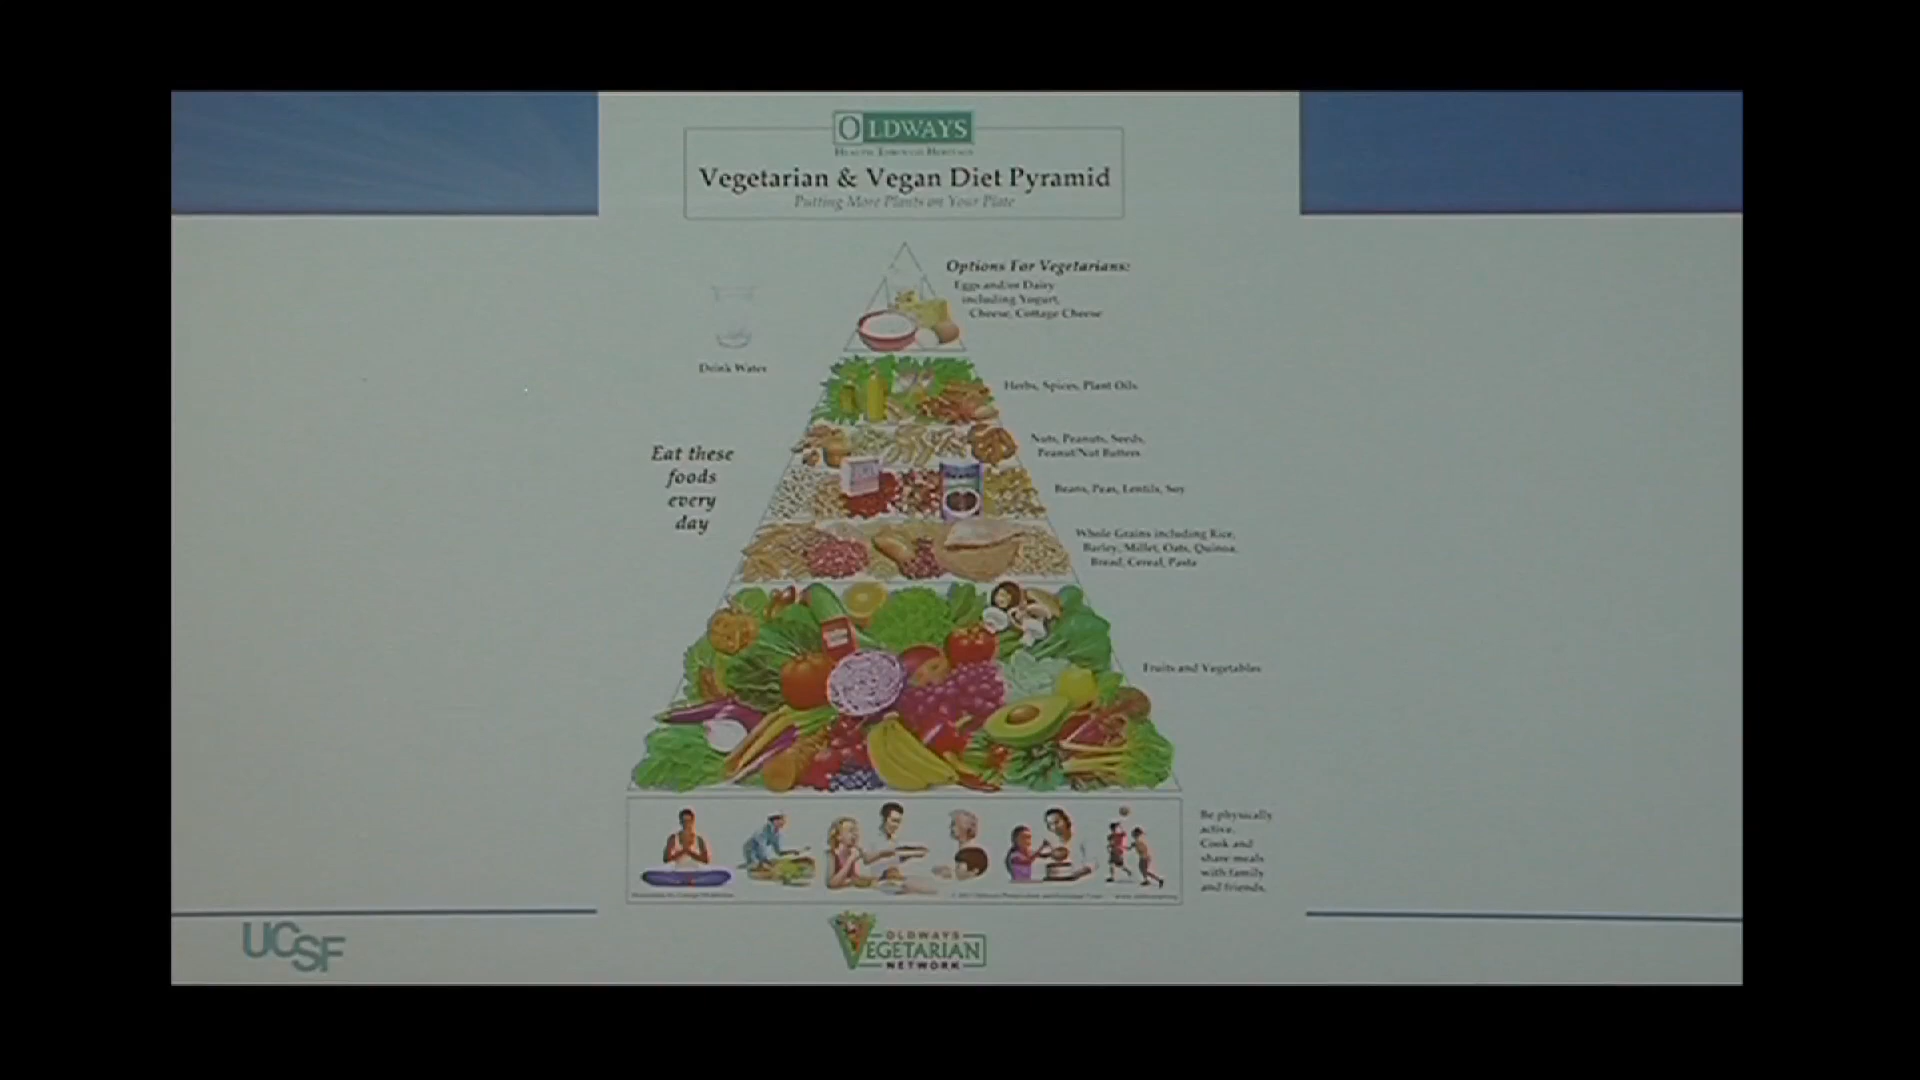 OLDWAYS
HEALTH THROUGH HERITAGE
Vegetarian & Vegan Diet Pyramid
Putting More Plants on Your Plate
Options For Vegetarians:
Eggs and/or Dairy
including Yogurt,
Cheese, Cottage Cheese
Drink Water
Herbs, Spices, Plant Oils
Nuts, Peanuts, Seeds,
Peanut/Nut Butters
Eat these
foods
every
day
Beans, Peas, Lentils, Soy
Whole Grains including Rice,
Barley, Millet, Oats, Quinoa,
Bread, Cereal, Pasta
Fruits and Vegetables
Be physically
active.
Cook and
share meals
with family
and friends.
UCSF
OLDWAYS
VEGETARIAN
NETWORK